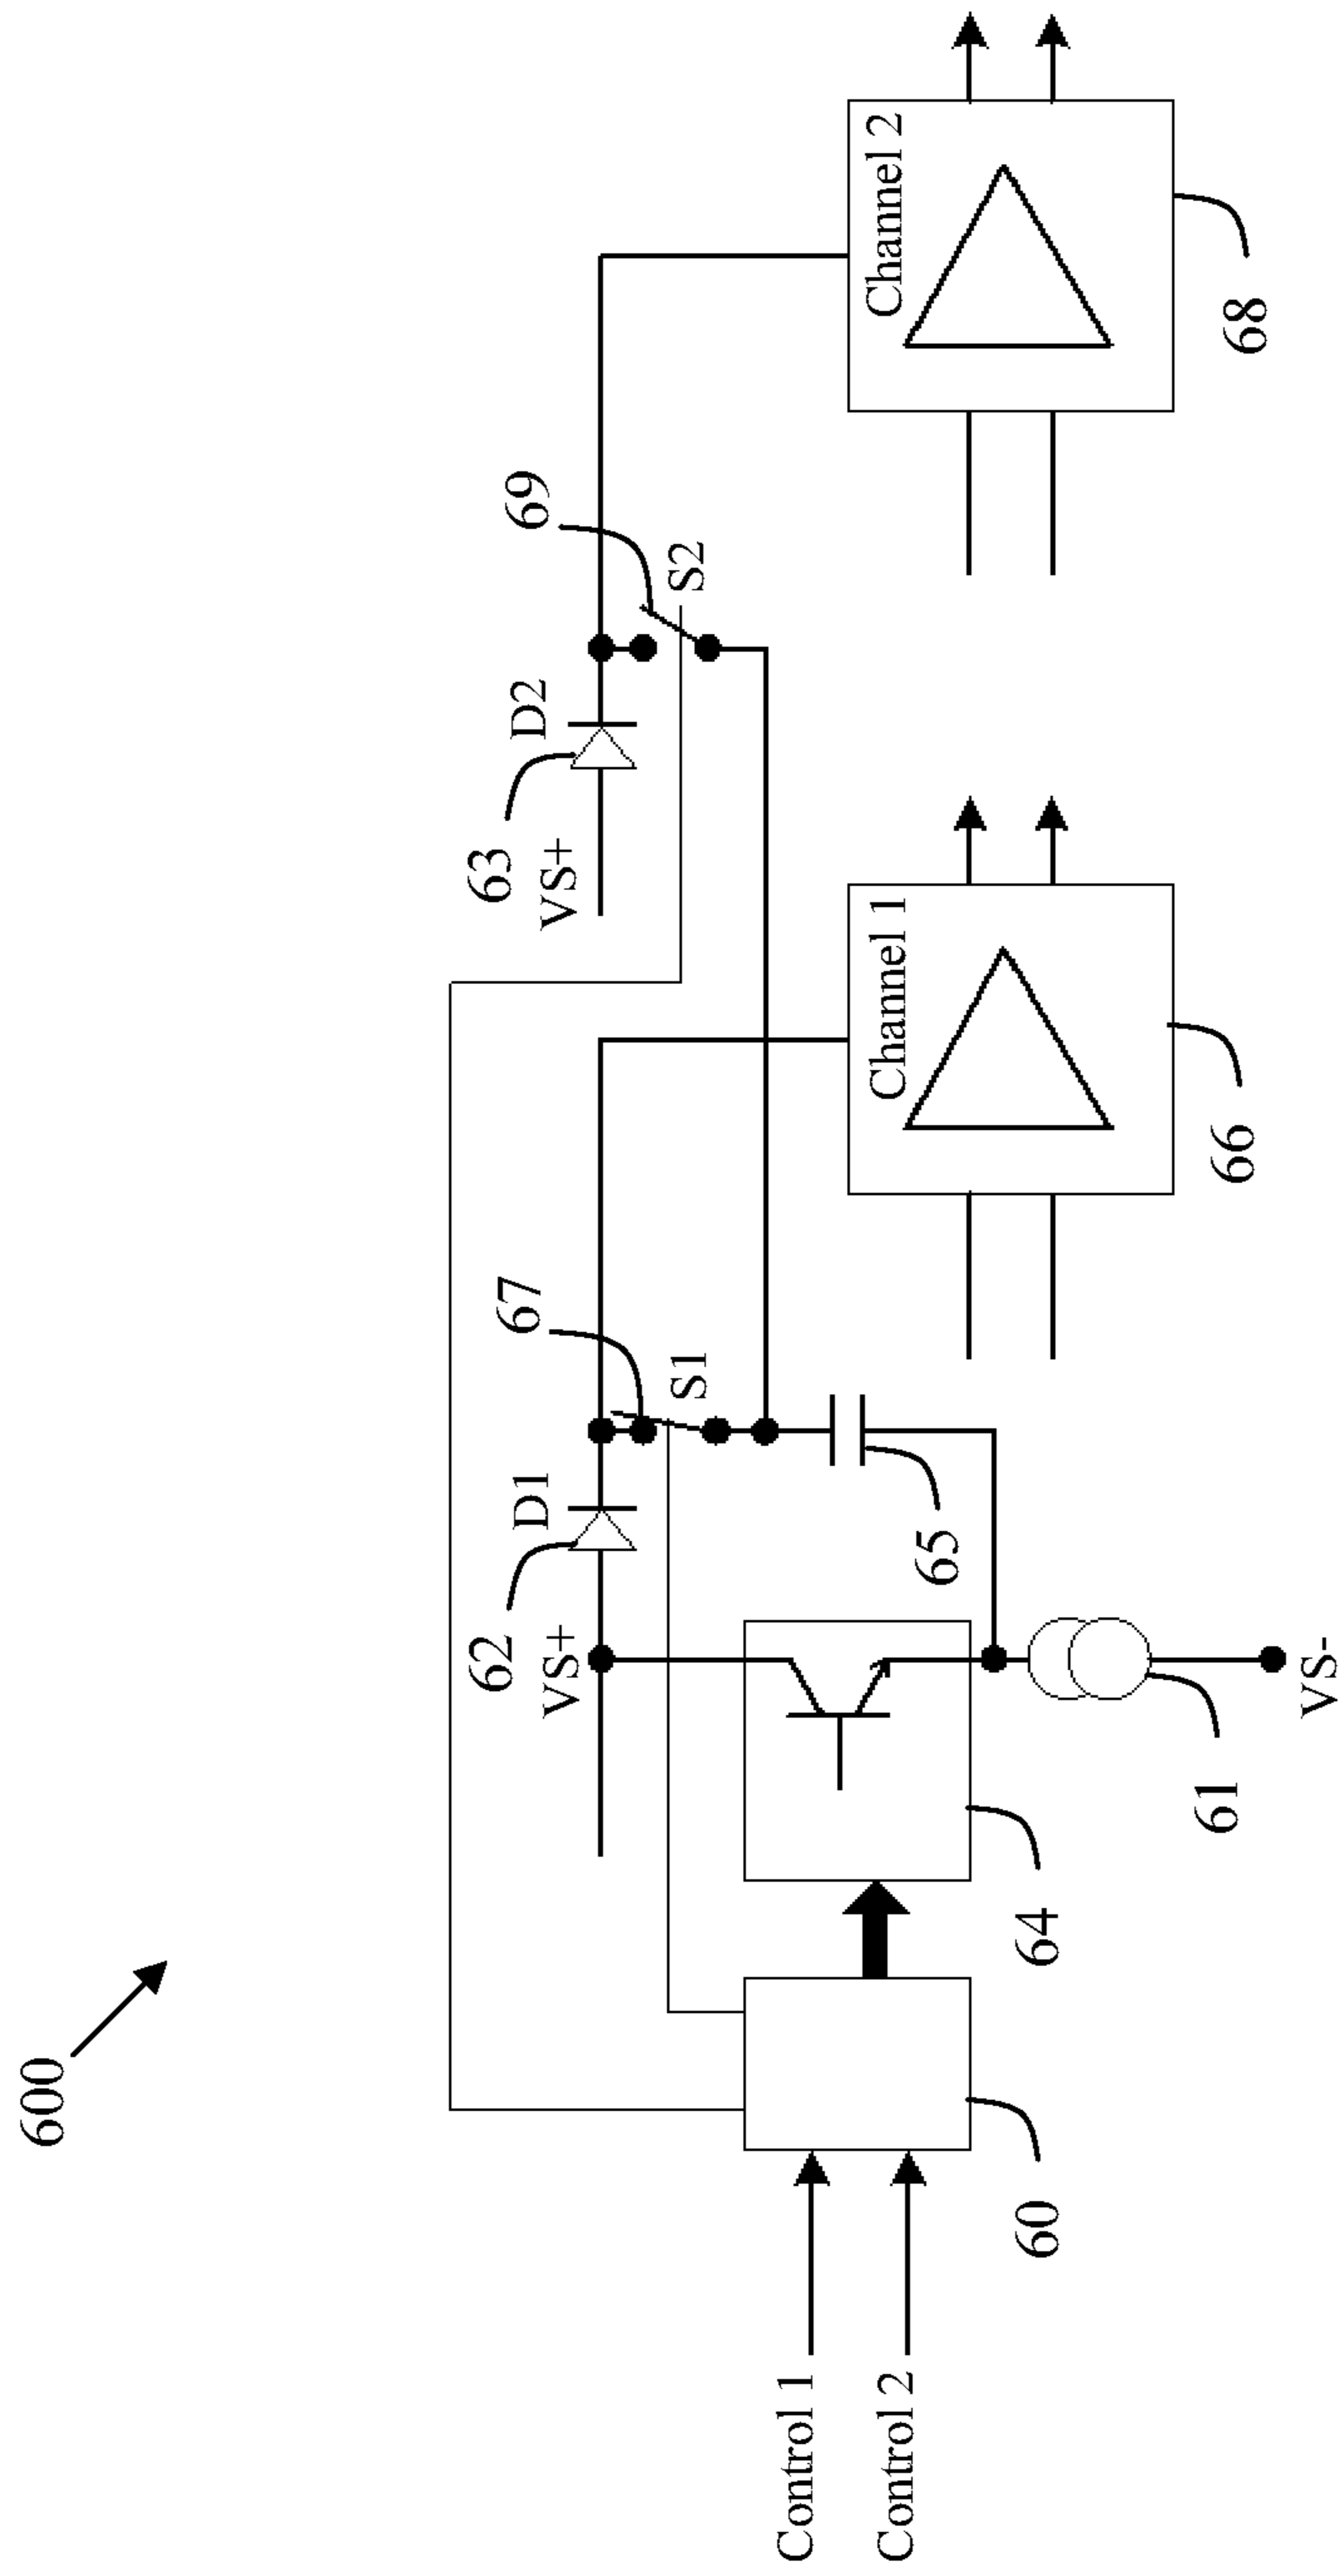 600
69
S2
D2
63
VS+
Channel 2
68
67
S1
D1
62
VS+
Channel 1
66
65
61
VS-
64
60
Control 1
Control 2